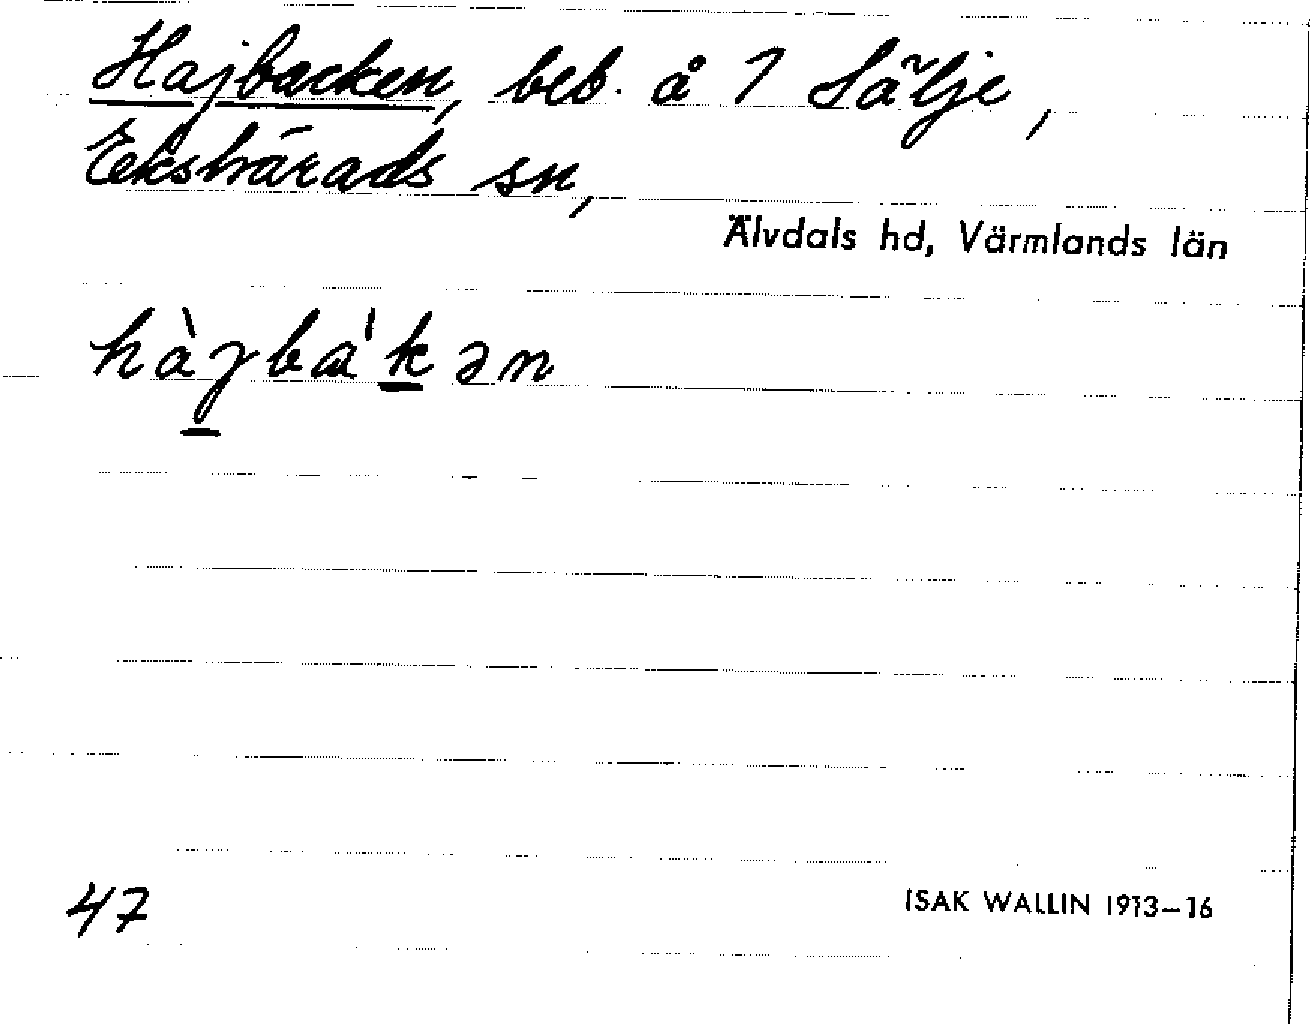 Hajbacken, beb. å 1 Sälje,
Ekshärads sn,
Älvdals hd, Värmlands län
hàjba'kən
47
ISAK WALLIN 1913–16